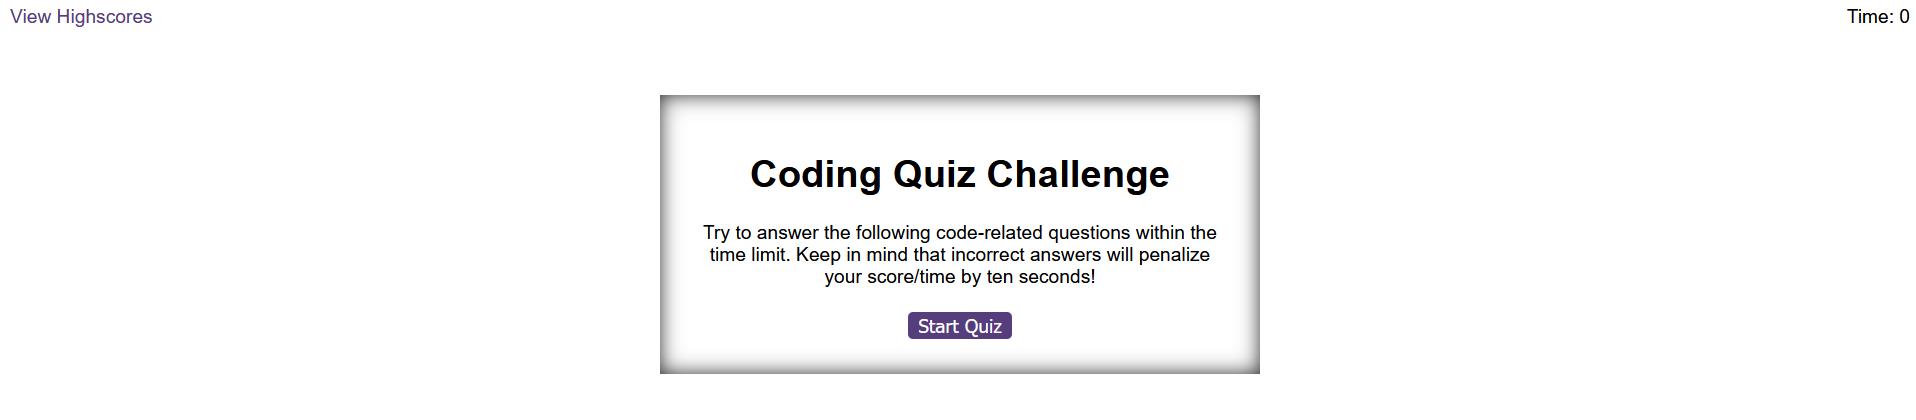 View Highscores
Time: 0
Coding Quiz Challenge
Try to answer the following code-related questions within the
time limit. Keep in mind that incorrect answers will penalize
your score/time by ten seconds!
Start Quiz